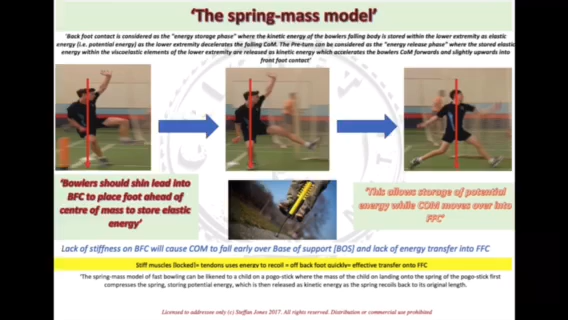 ‘The spring-mass model’
'Back foot contact is considered as the "energy storage phase" where the kinetic energy of the bowlers falling body is stored within the lower extremity as elastic
energy (i.e. potential energy) as the lower extremity decelerates the falling CoM. The Pre-turn can be considered as the "energy release phase" where the stored elastic
energy within the viscoelastic elements of the lower extremity are released as kinetic energy which accelerates the bowlers CoM forwards and slightly upwards into
front foot contact'
‘Bowlers should shin lead into
BFC to place foot ahead of
centre of mass to store elastic
energy’
‘This allows storage of potential
energy while COM moves over into
FFC’
Lack of stiffness on BFC will cause COM to fall early over Base of support [BOS] and lack of energy transfer into FFC
Stiff muscles (locked)= tendons uses energy to recoil = off back foot quickly= effective transfer onto FFC
'The spring-mass model of fast bowling can be likened to a child on a pogo-stick where the mass of the child on landing onto the spring of the pogo-stick first
compresses the spring, storing potential energy, which is then released as kinetic energy as the spring recoils back to its original length.
Licensed to addressee only (c) Steffan Jones 2017. All rights reserved. Distribution or commercial use prohibited